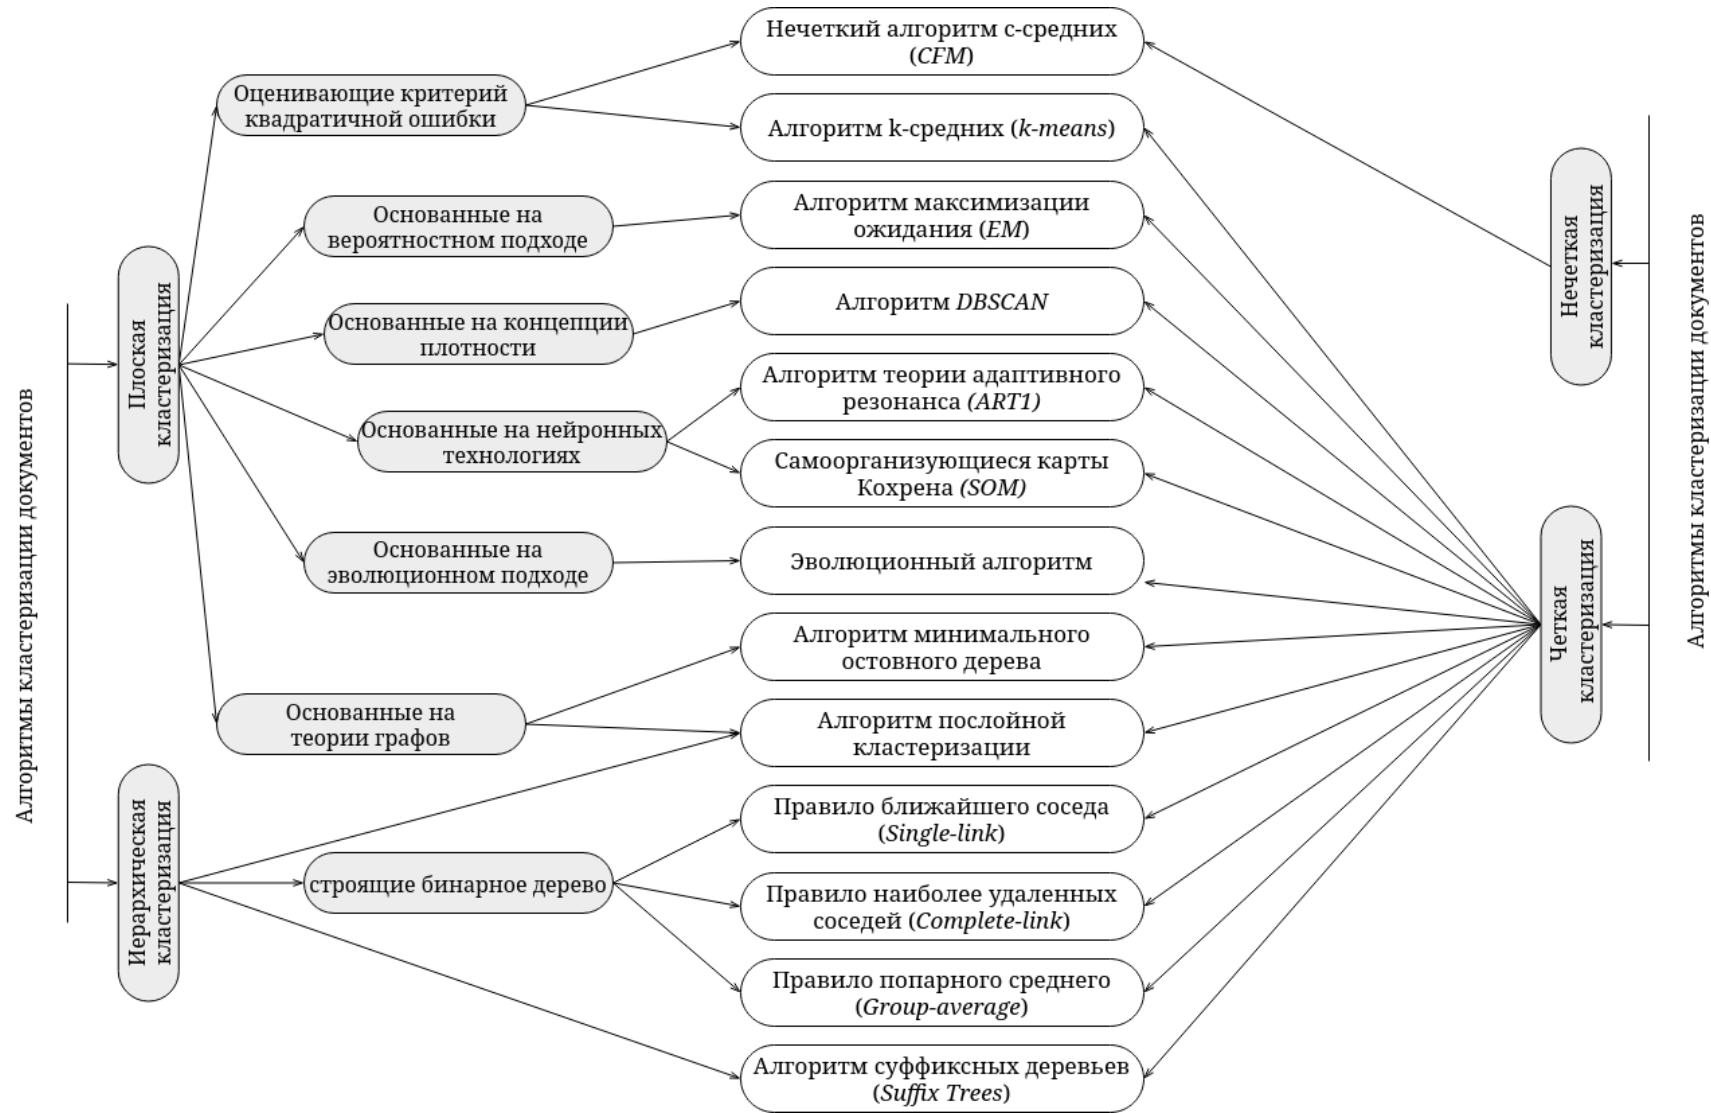 Алгоритмы кластеризации документов
Плоская
кластеризация
Иерархическая
кластеризация
Оценивающие критерий
квадратичной ошибки
Основанные на
вероятностном подходе
Основанные на концепции
плотности
Основанные на нейронных
технологиях
Основанные на
эволюционном подходе
Основанные на
теории графов
строящие бинарное дерево
Нечеткий алгоритм с-средних
(CFM)
Алгоритм k-средних (k-means)
Алгоритм максимизации
ожидания (EM)
Алгоритм DBSCAN
Алгоритм теории адаптивного
резонанса (ART1)
Самоорганизующиеся карты
Кохрена (SOM)
Эволюционный алгоритм
Алгоритм минимального
остовного дерева
Алгоритм послойной
кластеризации
Правило ближайшего соседа
(Single-link)
Правило наиболее удаленных
соседей (Complete-link)
Правило попарного среднего
(Group-average)
Алгоритм суффиксных деревьев
(Suffix Trees)
Нечеткая
кластеризация
Четкая
кластеризация
Алгоритмы кластеризации документов